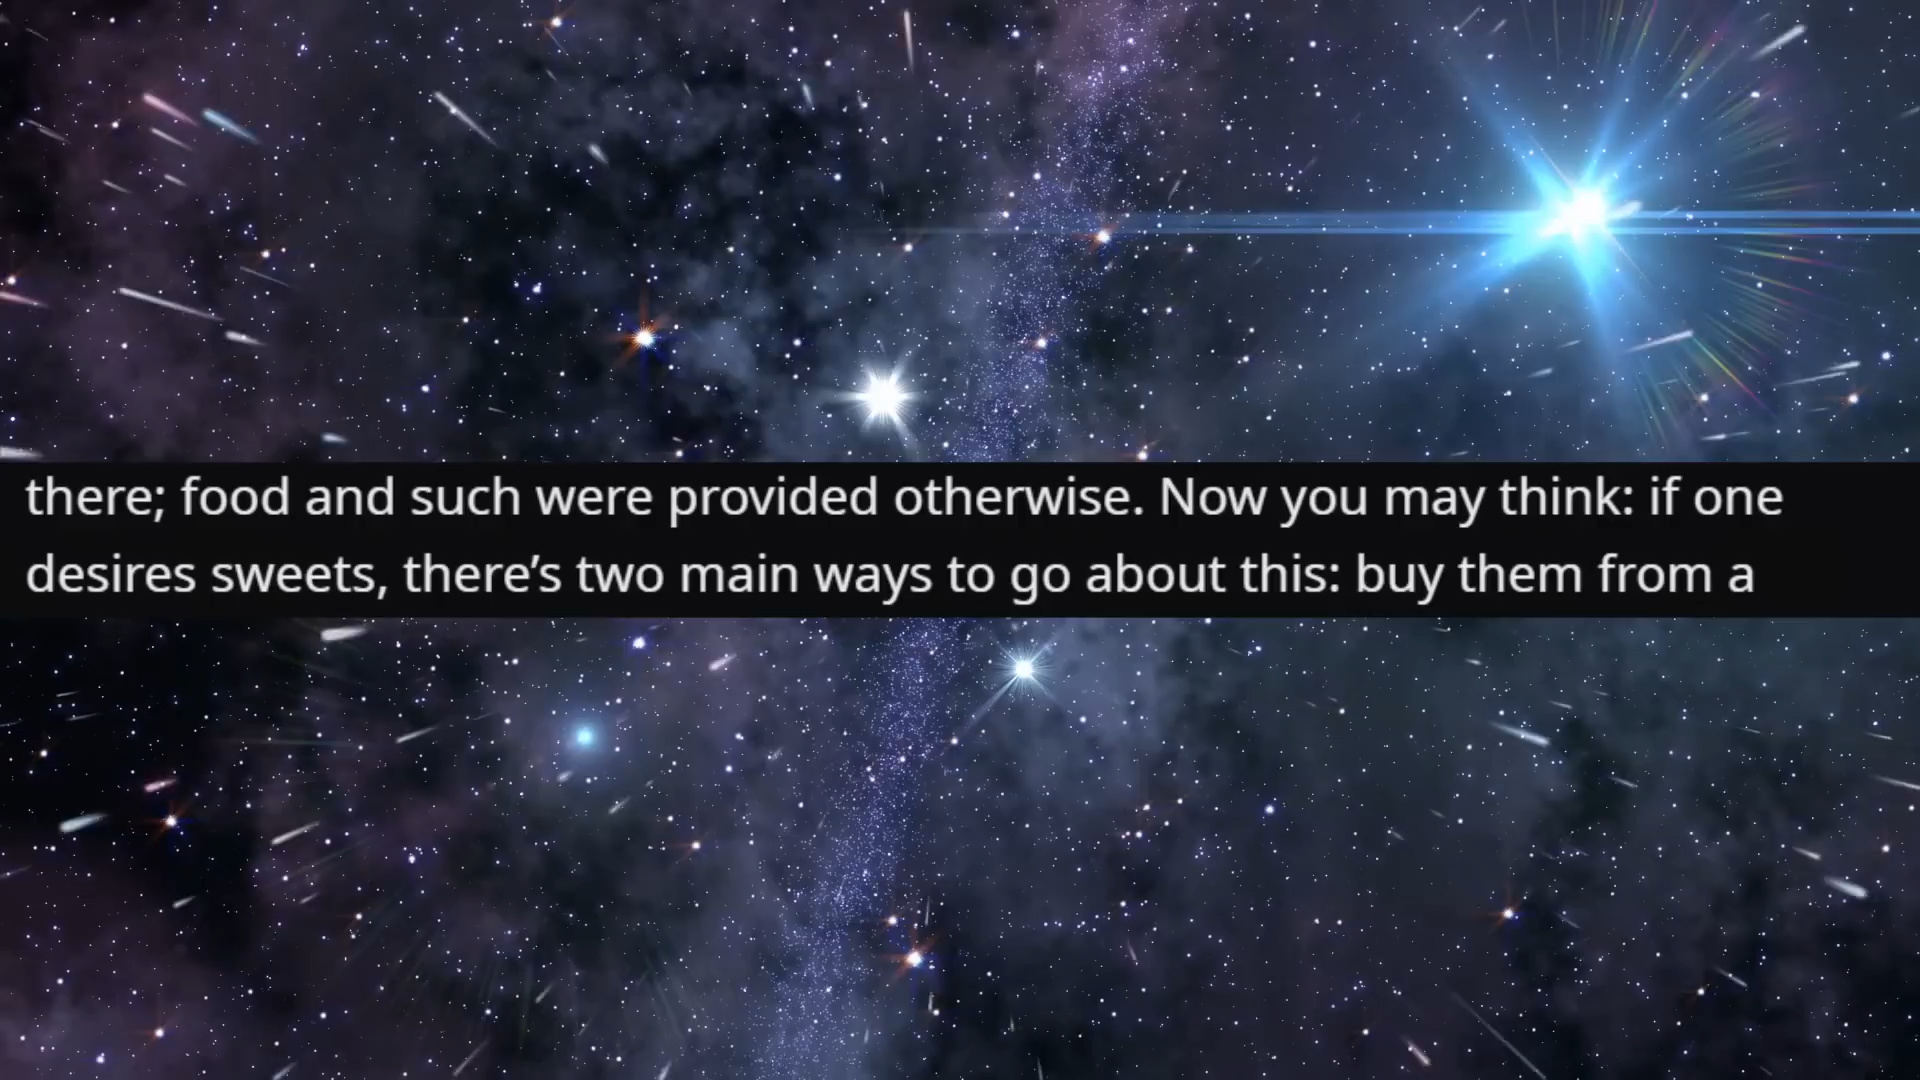 there; food and such were provided otherwise. Now you may think: if one
desires sweets, there’s two main ways to go about this: buy them from a